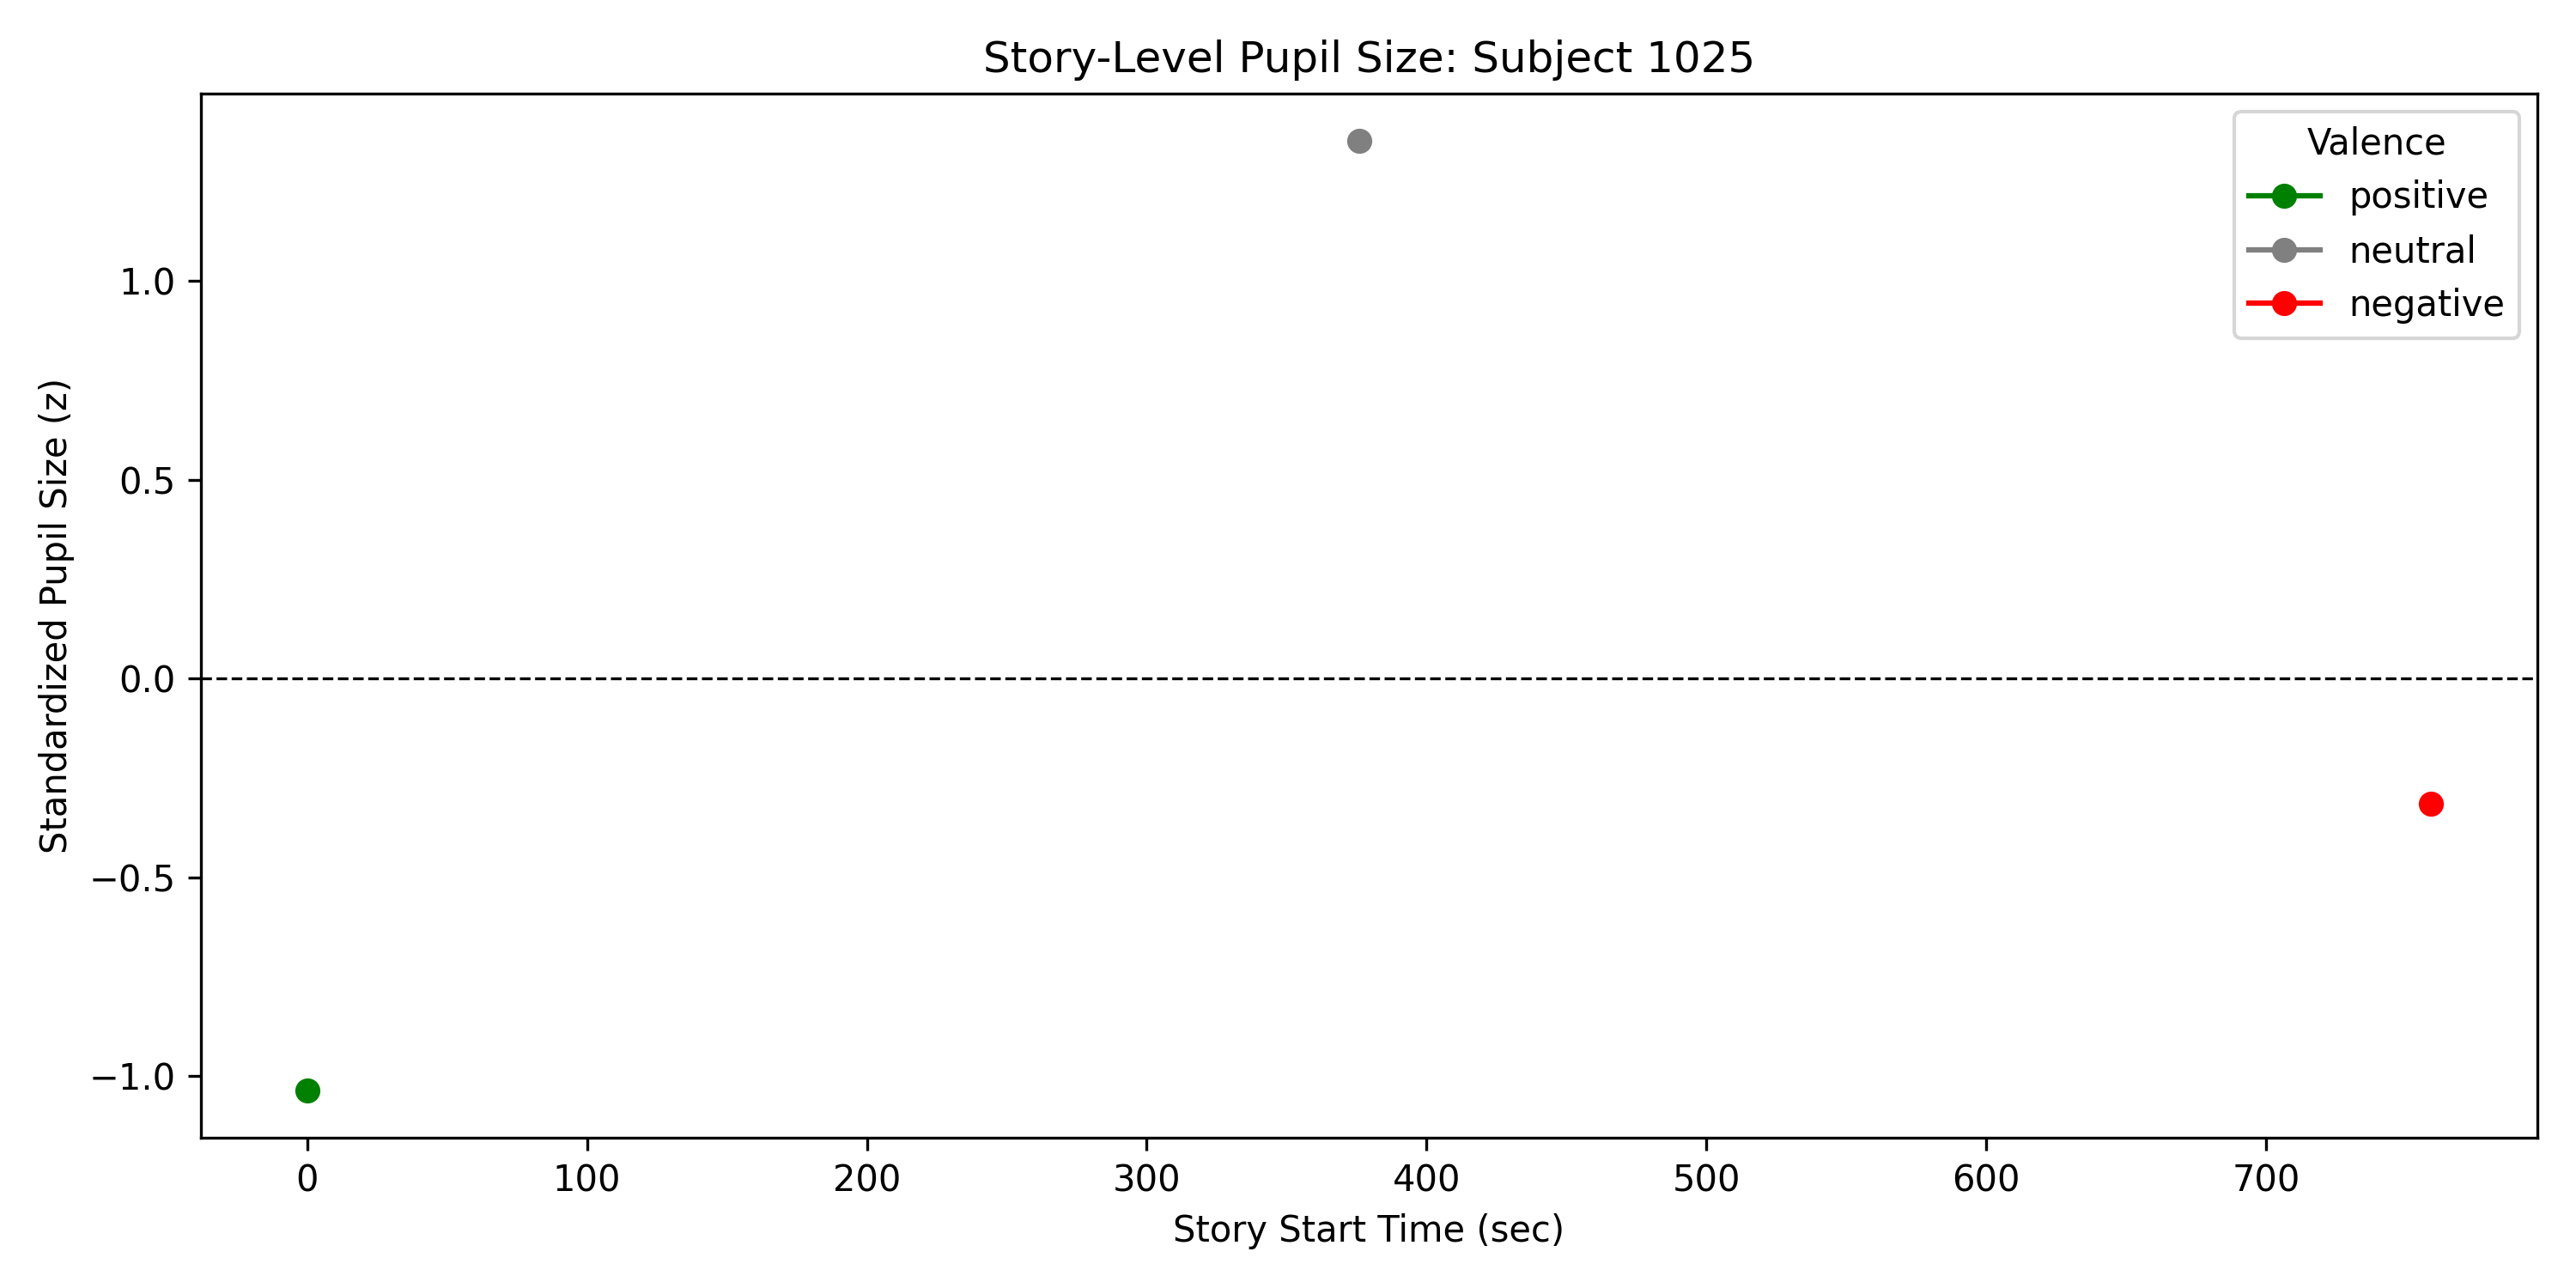 Story-Level Pupil Size: Subject 1025
Valence
positive
neutral
negative
Standardized Pupil Size (z)
1.0
0.5
0.0
−0.5
−1.0
0 100 200 300 400 500 600 700
Story Start Time (sec)